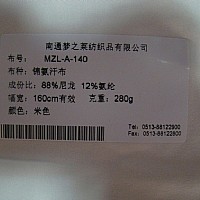 南通梦之莱纺织品有限公司
布号: MZL-A-140
布种: 锦氨汗布
成份比: 88%尼龙 12%氨纶
幅宽: 160cm有效 克重: 280g
颜色: 米色
Tel: 0513-88122900
Fax: 0513-88122800